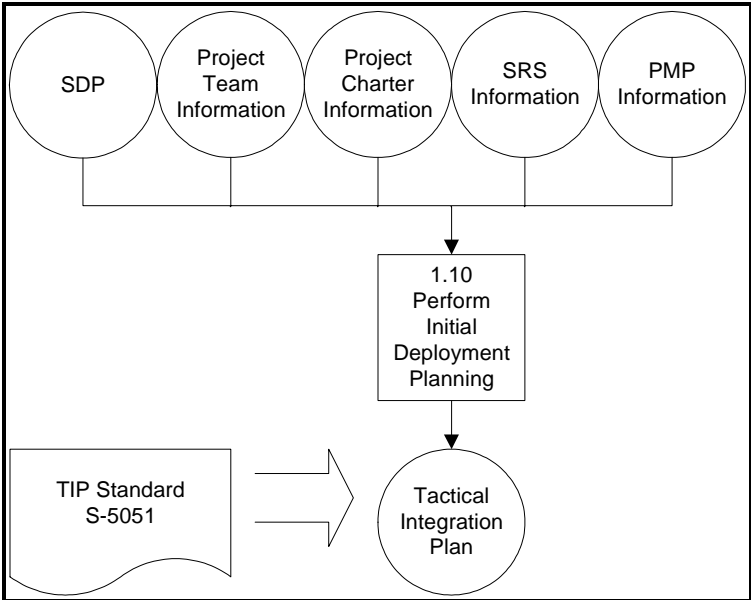 SDP
Project
Team
Information
Project
Charter
Information
SRS
Information
PMP
Information
1.10
Perform
Initial
Deployment
Planning
TIP Standard
S-5051
Tactical
Integration
Plan